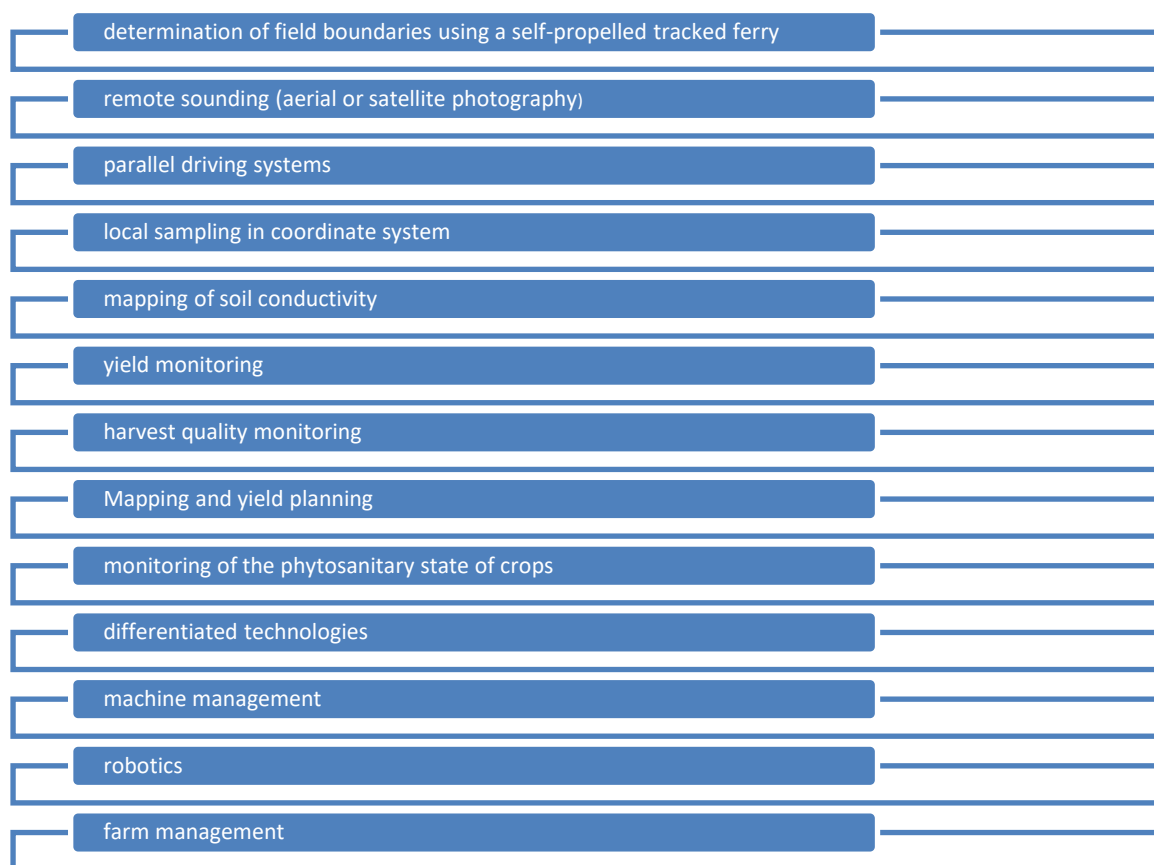 determination of field boundaries using a self-propelled tracked ferry
remote sounding (aerial or satellite photography)
parallel driving systems
local sampling in coordinate system
mapping of soil conductivity
yield monitoring
harvest quality monitoring
Mapping and yield planning
monitoring of the phytosanitary state of crops
differentiated technologies
machine management
robotics
farm management